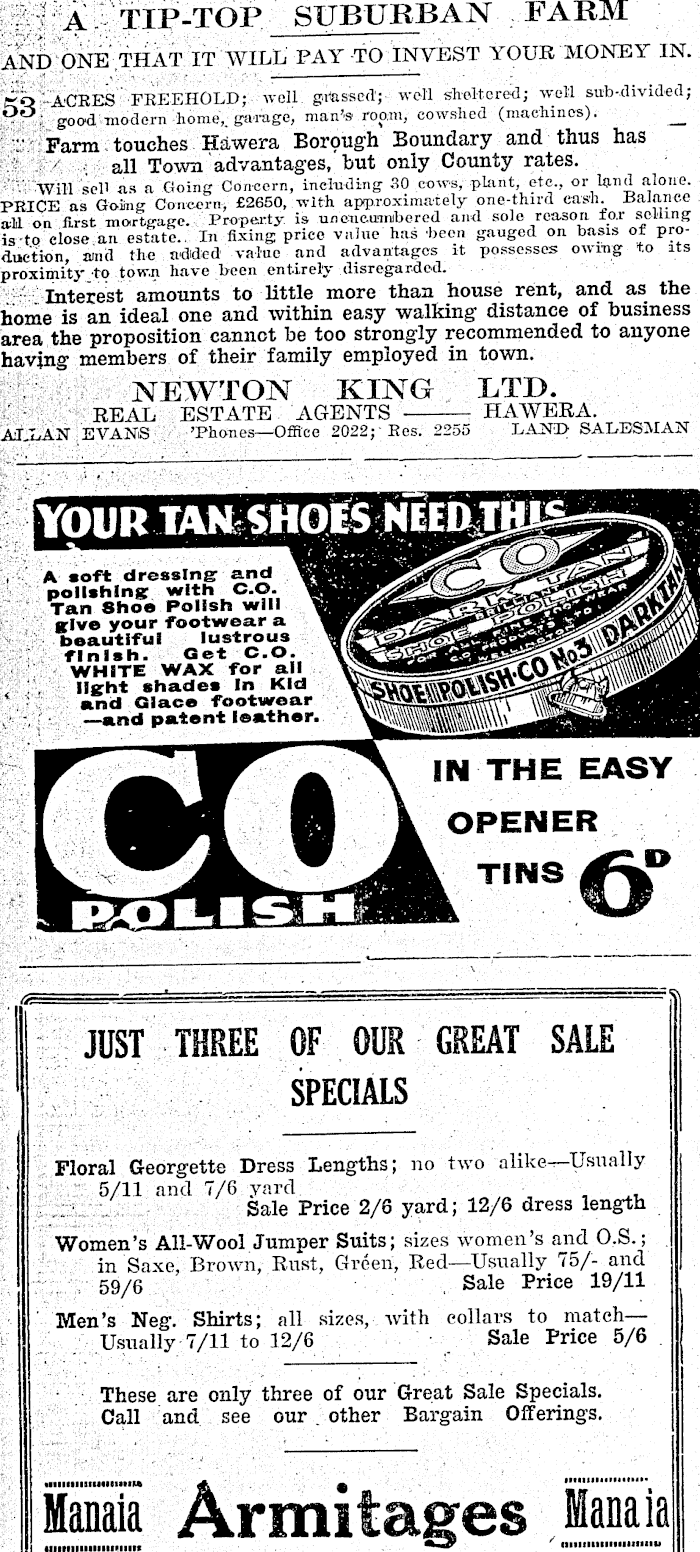 A TIP-TOP SUBURBAN FARM
AND ONE THAT IT WILL PAY TO INVEST YOUR MONEY IN.
53 ACRES FREEHOLD; well grassed; well sheltered; well sub-divided;
good modern home, garage, man's room, cowshed (machines).
Farm touches Hawera Borough Boundary and thus has
all Town advantages, but only County rates.
Will sell as a Going Concern, including 30 cows, plant, etc., or land alone.
PRICE as Going Concern, £2650, with approximately one-third cash. Balance
all on first mortgage. Property is unencumbered and sole reason for selling
is to close an estate. In fixing price value has been gauged on basis of pro-
duction, and the added value and advantages it possesses owing to its
proximity to town have been entirely disregarded.
Interest amounts to little more than house rent, and as the
home is an ideal one and within easy walking distance of business
area the proposition cannot be too strongly recommended to anyone
having members of their family employed in town.
NEWTON KING LTD.
REAL ESTATE AGENTS —— HAWERA.
ALLAN EVANS 'Phones—Office 2022; Res. 2255 LAND SALESMAN
YOUR TAN SHOES NEED THIS
A soft dressing and
polishing with C.O.
Tan Shoe Polish will
give your footwear a
beautiful lustrous
finish. Get C.O.
WHITE WAX for all
light shades in Kid
and Glace footwear
—and patent leather.
CO
DARK TAN
BRILLIANT
SHOE POLISH
FOR ALL FINE FOOTWEAR
CO. PRODUCTS LTD.
WELLINGTON
SHOE POLISH·CO No3 DARK TAN
CO
POLISH
IN THE EASY
OPENER
TINS 6D
JUST THREE OF OUR GREAT SALE
SPECIALS
Floral Georgette Dress Lengths; no two alike—Usually
5/11 and 7/6 yard
Sale Price 2/6 yard; 12/6 dress length
Women's All-Wool Jumper Suits; sizes women's and O.S.;
in Saxe, Brown, Rust, Green, Red—Usually 75/- and
59/6 Sale Price 19/11
Men's Neg. Shirts; all sizes, with collars to match—
Usually 7/11 to 12/6 Sale Price 5/6
These are only three of our Great Sale Specials.
Call and see our other Bargain Offerings.
Manaia Armitages Manaia